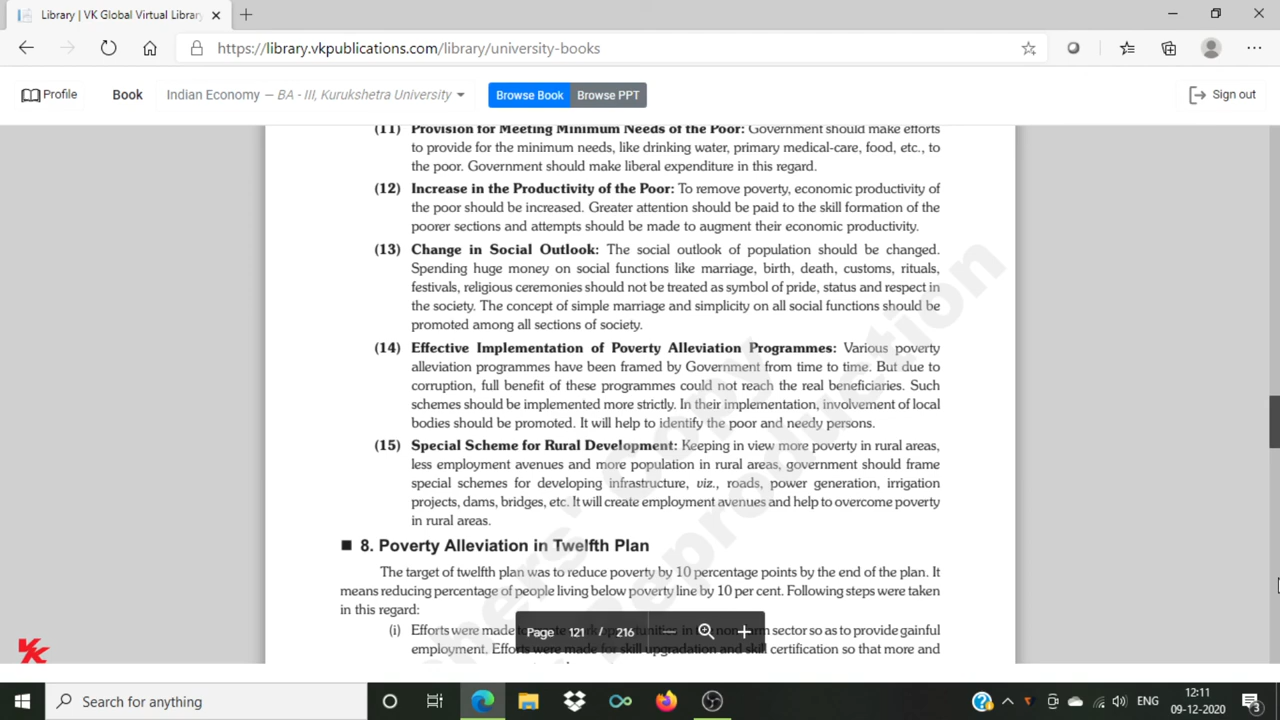 Library | VK Global Virtual Library
https://library.vkpublications.com/library/university-books
Profile
Book
Indian Economy — BA - III, Kurukshetra University
Browse Book
Browse PPT
Sign out
(11) Provision for Meeting Minimum Needs of the Poor: Government should make efforts
to provide for the minimum needs, like drinking water, primary medical-care, food, etc., to
the poor. Government should make liberal expenditure in this regard.
(12) Increase in the Productivity of the Poor: To remove poverty, economic productivity of
the poor should be increased. Greater attention should be paid to the skill formation of the
poorer sections and attempts should be made to augment their economic productivity.
(13) Change in Social Outlook: The social outlook of population should be changed.
Spending huge money on social functions like marriage, birth, death, customs, rituals,
festivals, religious ceremonies should not be treated as symbol of pride, status and respect in
the society. The concept of simple marriage and simplicity on all social functions should be
promoted among all sections of society.
(14) Effective Implementation of Poverty Alleviation Programmes: Various poverty
alleviation programmes have been framed by Government from time to time. But due to
corruption, full benefit of these programmes could not reach the real beneficiaries. Such
schemes should be implemented more strictly. In their implementation, involvement of local
bodies should be promoted. It will help to identify the poor and needy persons.
(15) Special Scheme for Rural Development: Keeping in view more poverty in rural areas,
less employment avenues and more population in rural areas, government should frame
special schemes for developing infrastructure, viz., roads, power generation, irrigation
projects, dams, bridges, etc. It will create employment avenues and help to overcome poverty
in rural areas.
8. Poverty Alleviation in Twelfth Plan
The target of twelfth plan was to reduce poverty by 10 percentage points by the end of the plan. It
means reducing percentage of people living below poverty line by 10 per cent. Following steps were taken
in this regard:
(i) Efforts were made sector so as to provide gainful
employment. Efforts were made for skill upgradation and skill certification so that more and
Page 121 / 216
Copy
Reproduction
VK
Search for anything
ENG
12:11
09-12-2020
3